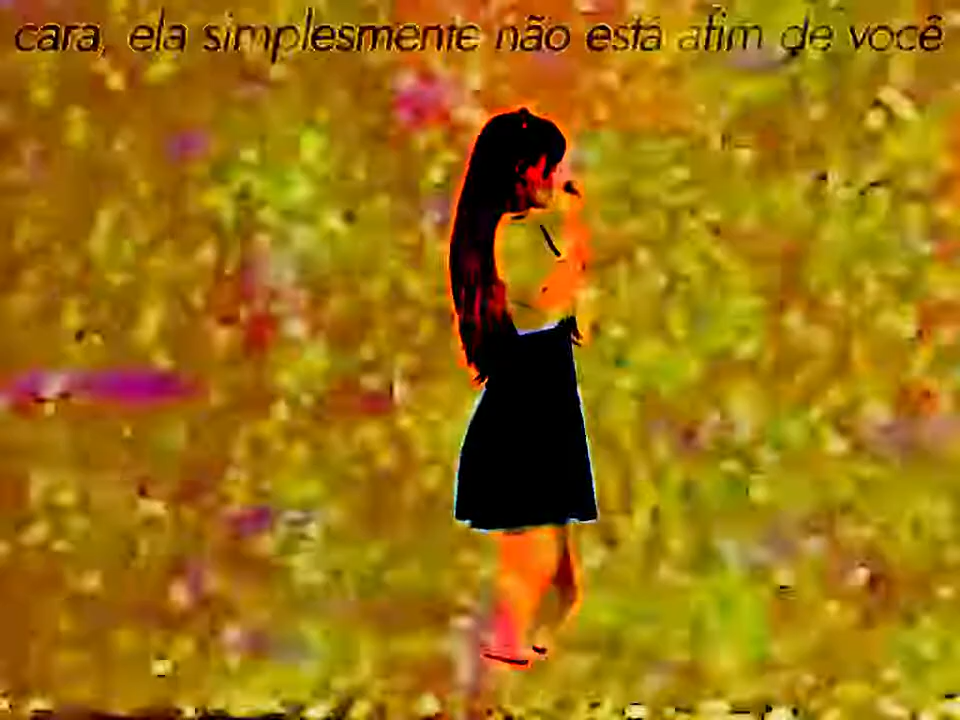 cara, ela simplesmente não está afim de você